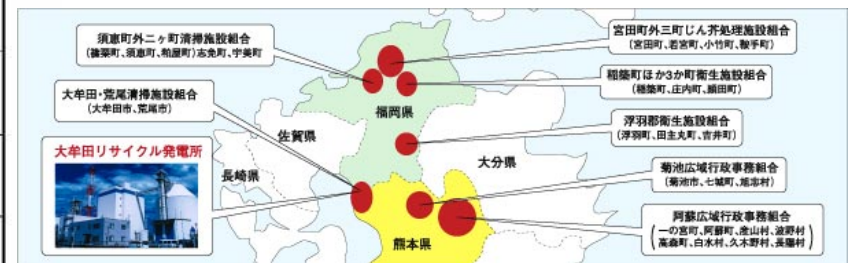 須恵町外二ヶ町清掃施設組合
(篠栗町、須恵町、粕屋町)志免町、宇美町
宮田町外三町じん芥処理施設組合
(宮田町、若宮町、小竹町、鞍手町)
大牟田・荒尾清掃施設組合
(大牟田市、荒尾市)
稲築町ほか3か町衛生施設組合
(稲築町、庄内町、頴田町)
福岡県
浮羽郡衛生施設組合
(浮羽町、田主丸町、吉井町)
佐賀県
大分県
大牟田リサイクル発電所
長崎県
菊池広域行政事務組合
(菊池市、七城町、旭志村)
阿蘇広域行政事務組合
(一の宮町、阿蘇町、産山村、波野村
高森町、白水村、久木野村、長陽村)
熊本県